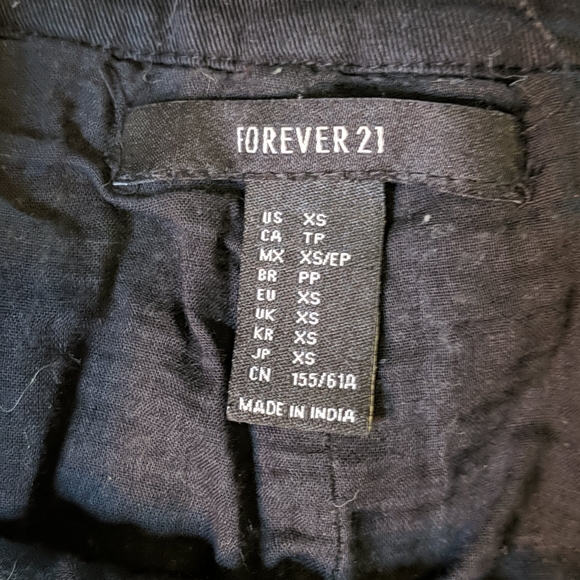 FOREVER 21
US XS
CA TP
MX XS/EP
BR PP
EU XS
UK XS
KR XS
JP XS
CN 155/61A
MADE IN INDIA